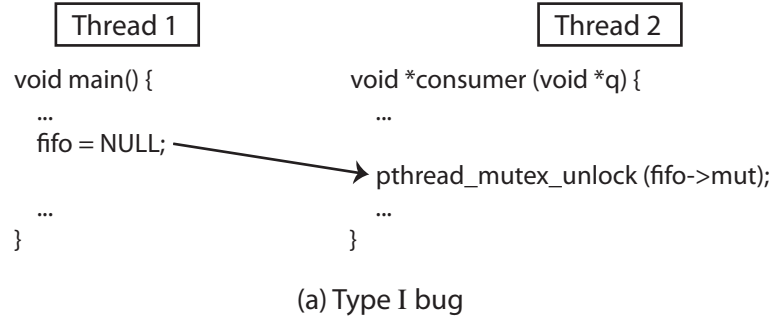 Thread 1
Thread 2
void main() {
void *consumer (void *q) {
...
...
fifo = NULL;
pthread_mutex_unlock (fifo->mut);
...
...
}
}
(a) Type I bug